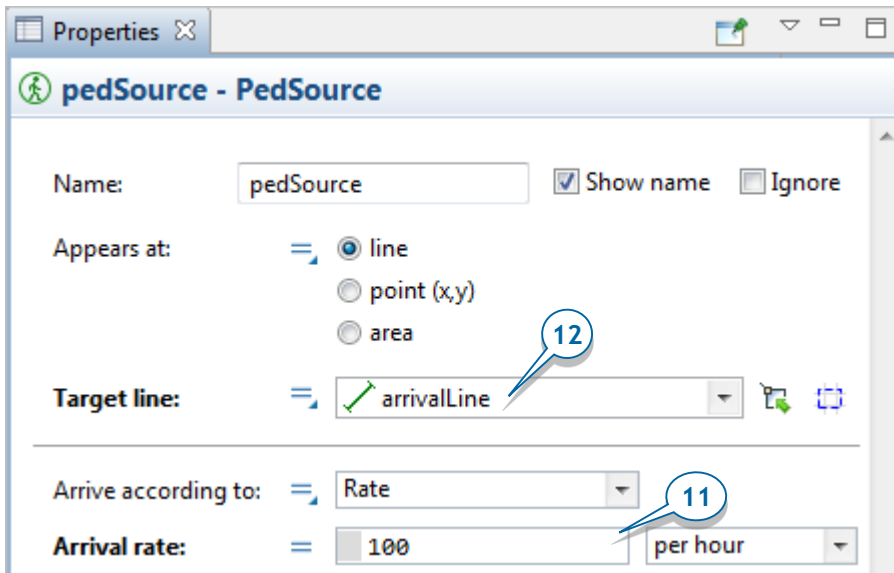 Properties
pedSource - PedSource
Name: pedSource Show name Ignore
Appears at: line
point (x,y)
area
12
Target line: arrivalLine
Arrive according to: Rate
11
Arrival rate: 100 per hour